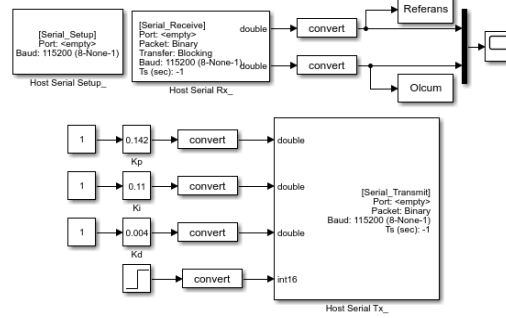 [Serial_Setup]
Port: <empty>
Baud: 115200 (8-None-1)
Host Serial Setup_
[Serial_Receive]
Packet: Binary
Port: <empty>
Transfer: Blocking
Baud: 115200 (8-None-1)
Ts (sec): -1
double
double
Host Serial Rx_
convert
convert
Referans
Olcum
1
0.142
Kp
convert
double
1
0.11
Ki
convert
double
1
0.004
Kd
convert
double
convert
int16
[Serial_Transmit]
Port: <empty>
Packet: Binary
Baud: 115200 (8-None-1)
Ts (sec): -1
Host Serial Tx_